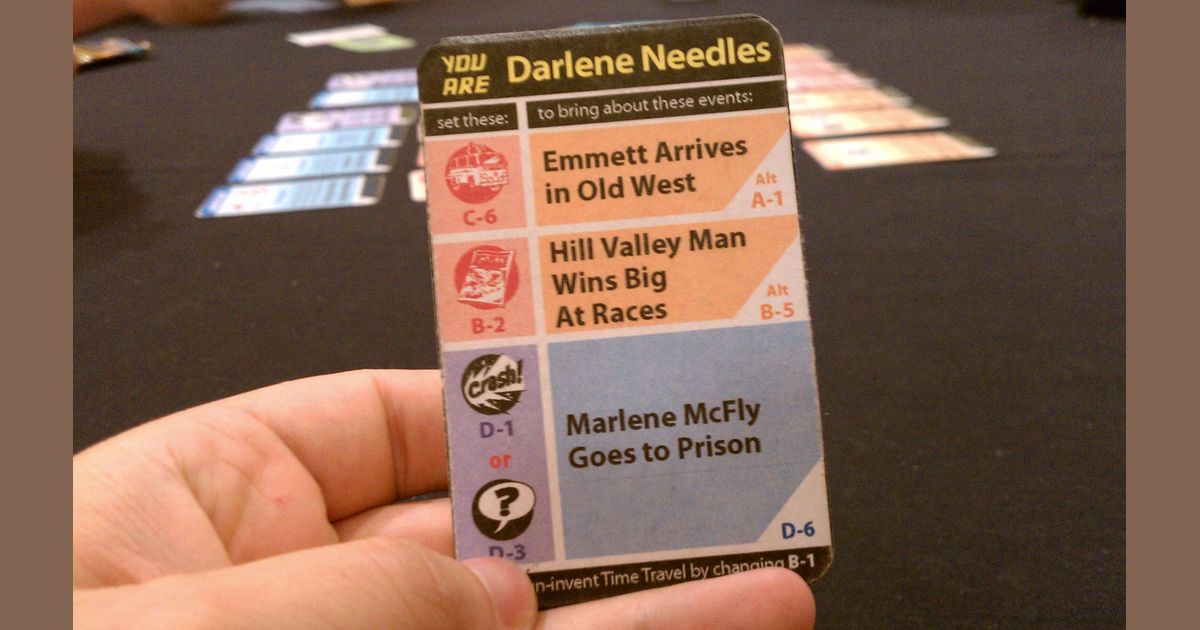 YOU
ARE
Darlene Needles
set these:
to bring about these events:
C-6
Emmett Arrives
in Old West
Alt
A-1
B-2
Hill Valley Man
Wins Big
At Races
Alt
B-5
crash!
D-1
or
?
D-3
Marlene McFly
Goes to Prison
D-6
n-invent Time Travel by changing B-1